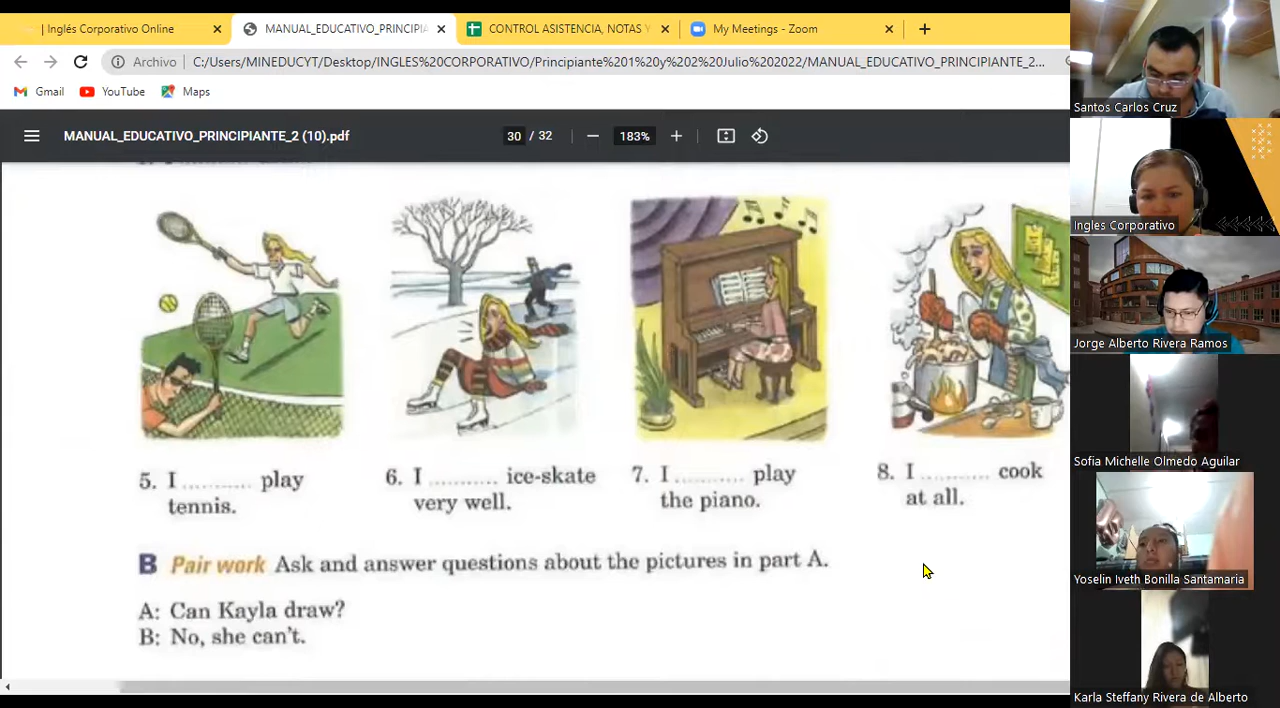 | Inglés Corporativo Online
MANUAL_EDUCATIVO_PRINCIPIA
CONTROL ASISTENCIA, NOTAS Y
My Meetings - Zoom
Archivo | C:/Users/MINEDUCYT/Desktop/INGLES%20CORPORATIVO/Principiante%201%20y%202%20Julio%202022/MANUAL_EDUCATIVO_PRINCIPIANTE_2...
Gmail YouTube Maps
MANUAL_EDUCATIVO_PRINCIPIANTE_2 (10).pdf 30 / 32 183%
5. I .......... play
tennis.
6. I .......... ice-skate
very well.
7. I .......... play
the piano.
8. I .......... cook
at all.
B Pair work Ask and answer questions about the pictures in part A.
A: Can Kayla draw?
B: No, she can't.
Santos Carlos Cruz
Ingles Corporativo
Jorge Alberto Rivera Ramos
Sofia Michelle Olmedo Aguilar
Yoselin Iveth Bonilla Santamaria
Karla Steffany Rivera de Alberto